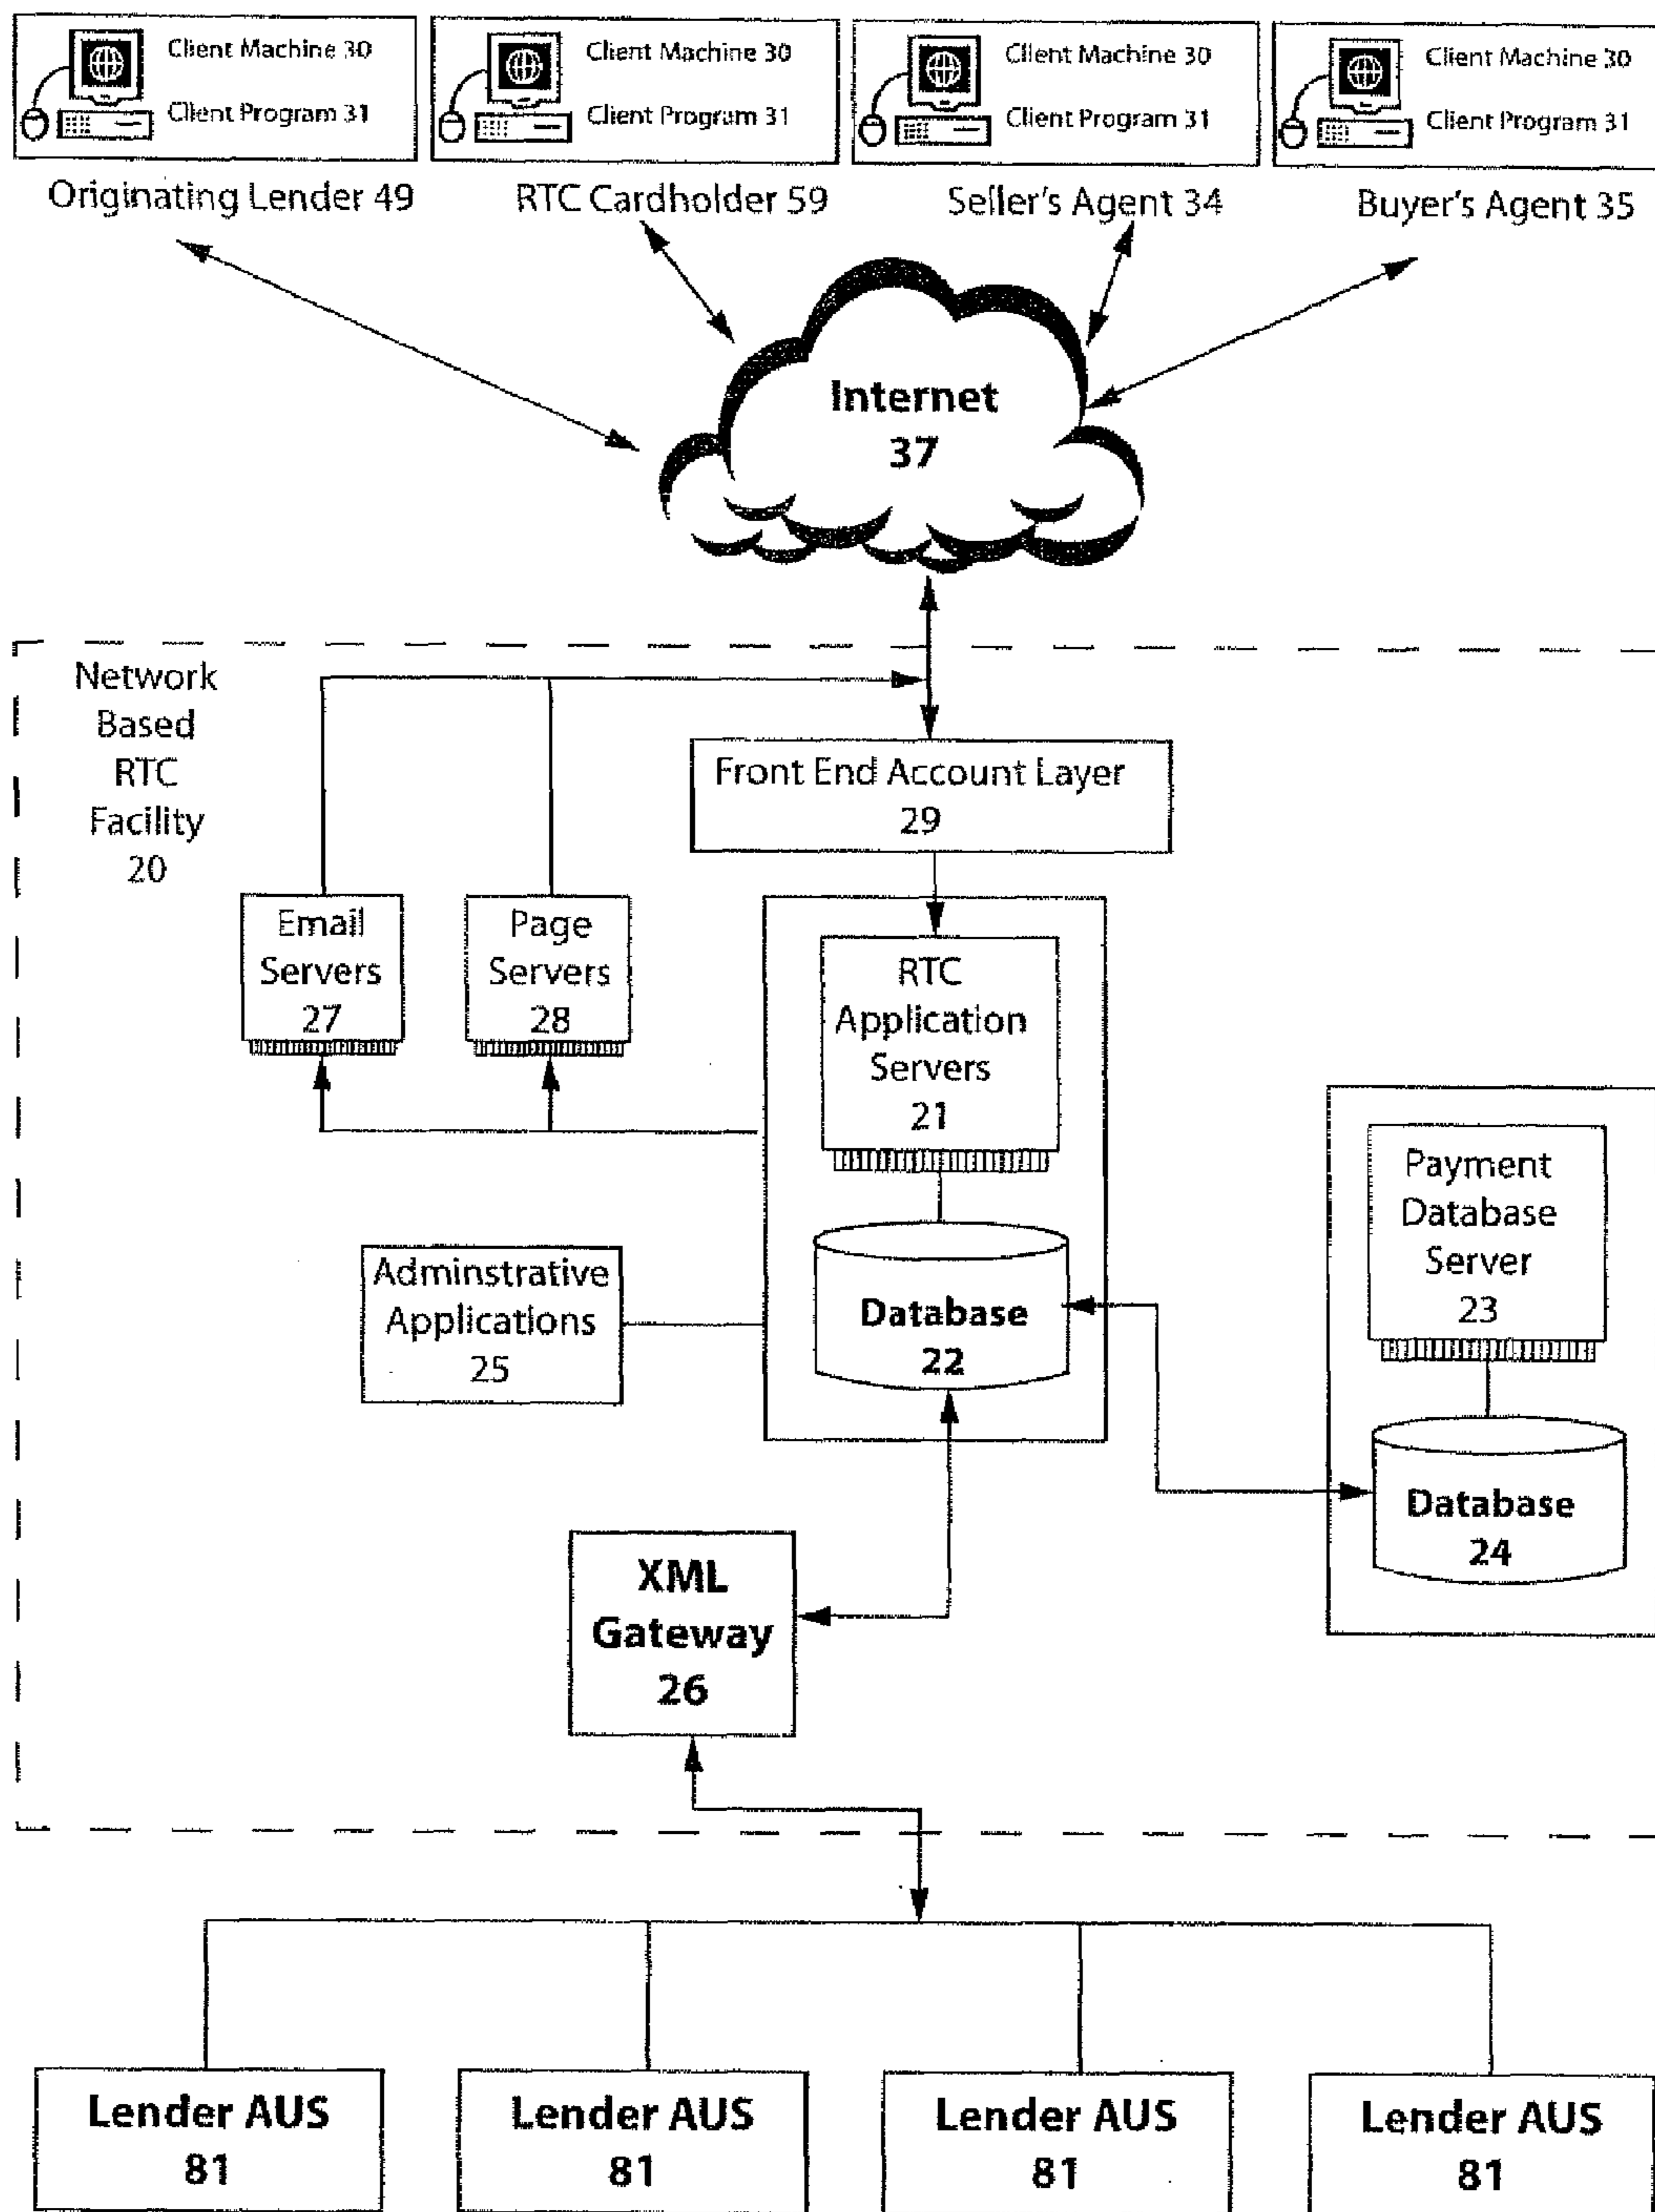 Client Machine 30
Client Program 31
Client Machine 30
Client Program 31
Client Machine 30
Client Program 31
Client Machine 30
Client Program 31
Originating Lender 49
RTC Cardholder 59
Seller's Agent 34
Buyer's Agent 35
Internet
37
Network
Based
RTC
Facility
20
Front End Account Layer
29
Email
Servers
27
Page
Servers
28
RTC
Application
Servers
21
Payment
Database
Server
23
Adminstrative
Applications
25
Database
22
Database
24
XML
Gateway
26
Lender AUS
81
Lender AUS
81
Lender AUS
81
Lender AUS
81